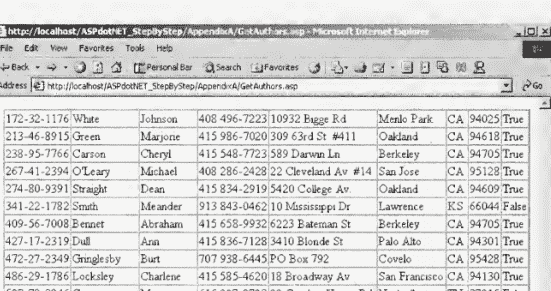 http://localhost/ASPdotNET_StepByStep/AppendixA/GetAuthors.asp - Microsoft Internet Explorer
File Edit View Favorites Tools Help
Back Personal Bar Search Favorites
Address http://localhost/ASPdotNET_StepByStep/AppendixA/GetAuthors.asp Go
172-32-1176 White Johnson 408 496-7223 10932 Bigge Rd Menlo Park CA 94025 True
213-46-8915 Green Marjorie 415 986-7020 309 63rd St #411 Oakland CA 94618 True
238-95-7766 Carson Cheryl 415 548-7723 589 Darwin Ln Berkeley CA 94705 True
267-41-2394 O'Leary Michael 408 286-2428 22 Cleveland Av #14 San Jose CA 95128 True
274-80-9391 Straight Dean 415 834-2919 5420 College Av. Oakland CA 94609 True
341-22-1782 Smith Meander 913 843-0462 10 Mississippi Dr Lawrence KS 66044 False
409-56-7008 Bennet Abraham 415 658-9932 6223 Bateman St Berkeley CA 94705 True
427-17-2319 Dull Ann 415 836-7128 3410 Blonde St Palo Alto CA 94301 True
472-27-2349 Gringlesby Burt 707 938-6445 PO Box 792 Covelo CA 95428 True
486-29-1786 Locksley Charlene 415 585-4620 18 Broadway Av San Francisco CA 94130 True